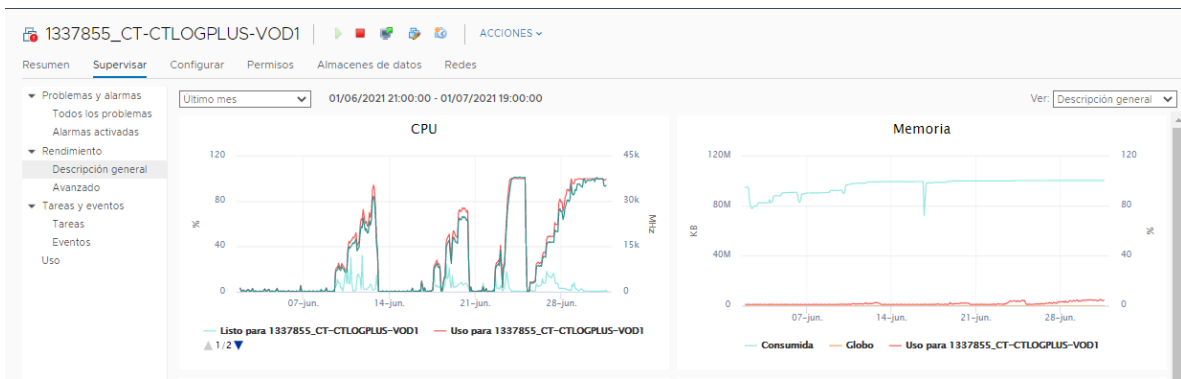 1337855_CT-CTLOGPLUS-VOD1
ACCIONES
Resumen Supervisar Configurar Permisos Almacenes de datos Redes
Problemas y alarmas
Todos los problemas
Alarmas activadas
Rendimiento
Descripción general
Avanzado
Tareas y eventos
Tareas
Eventos
Uso
Último mes 01/06/2021 21:00:00 - 01/07/2021 19:00:00 Ver: Descripción general
CPU
120 45k
80 30k
40 15k
0 0
% MHz
07-jun. 14-jun. 21-jun. 28-jun.
Listo para 1337855_CT-CTLOGPLUS-VOD1 Uso para 1337855_CT-CTLOGPLUS-VOD1
1/2
Memoria
120M 120
80M 80
40M 40
0 0
KB %
07-jun. 14-jun. 21-jun. 28-jun.
Consumida Globo Uso para 1337855_CT-CTLOGPLUS-VOD1